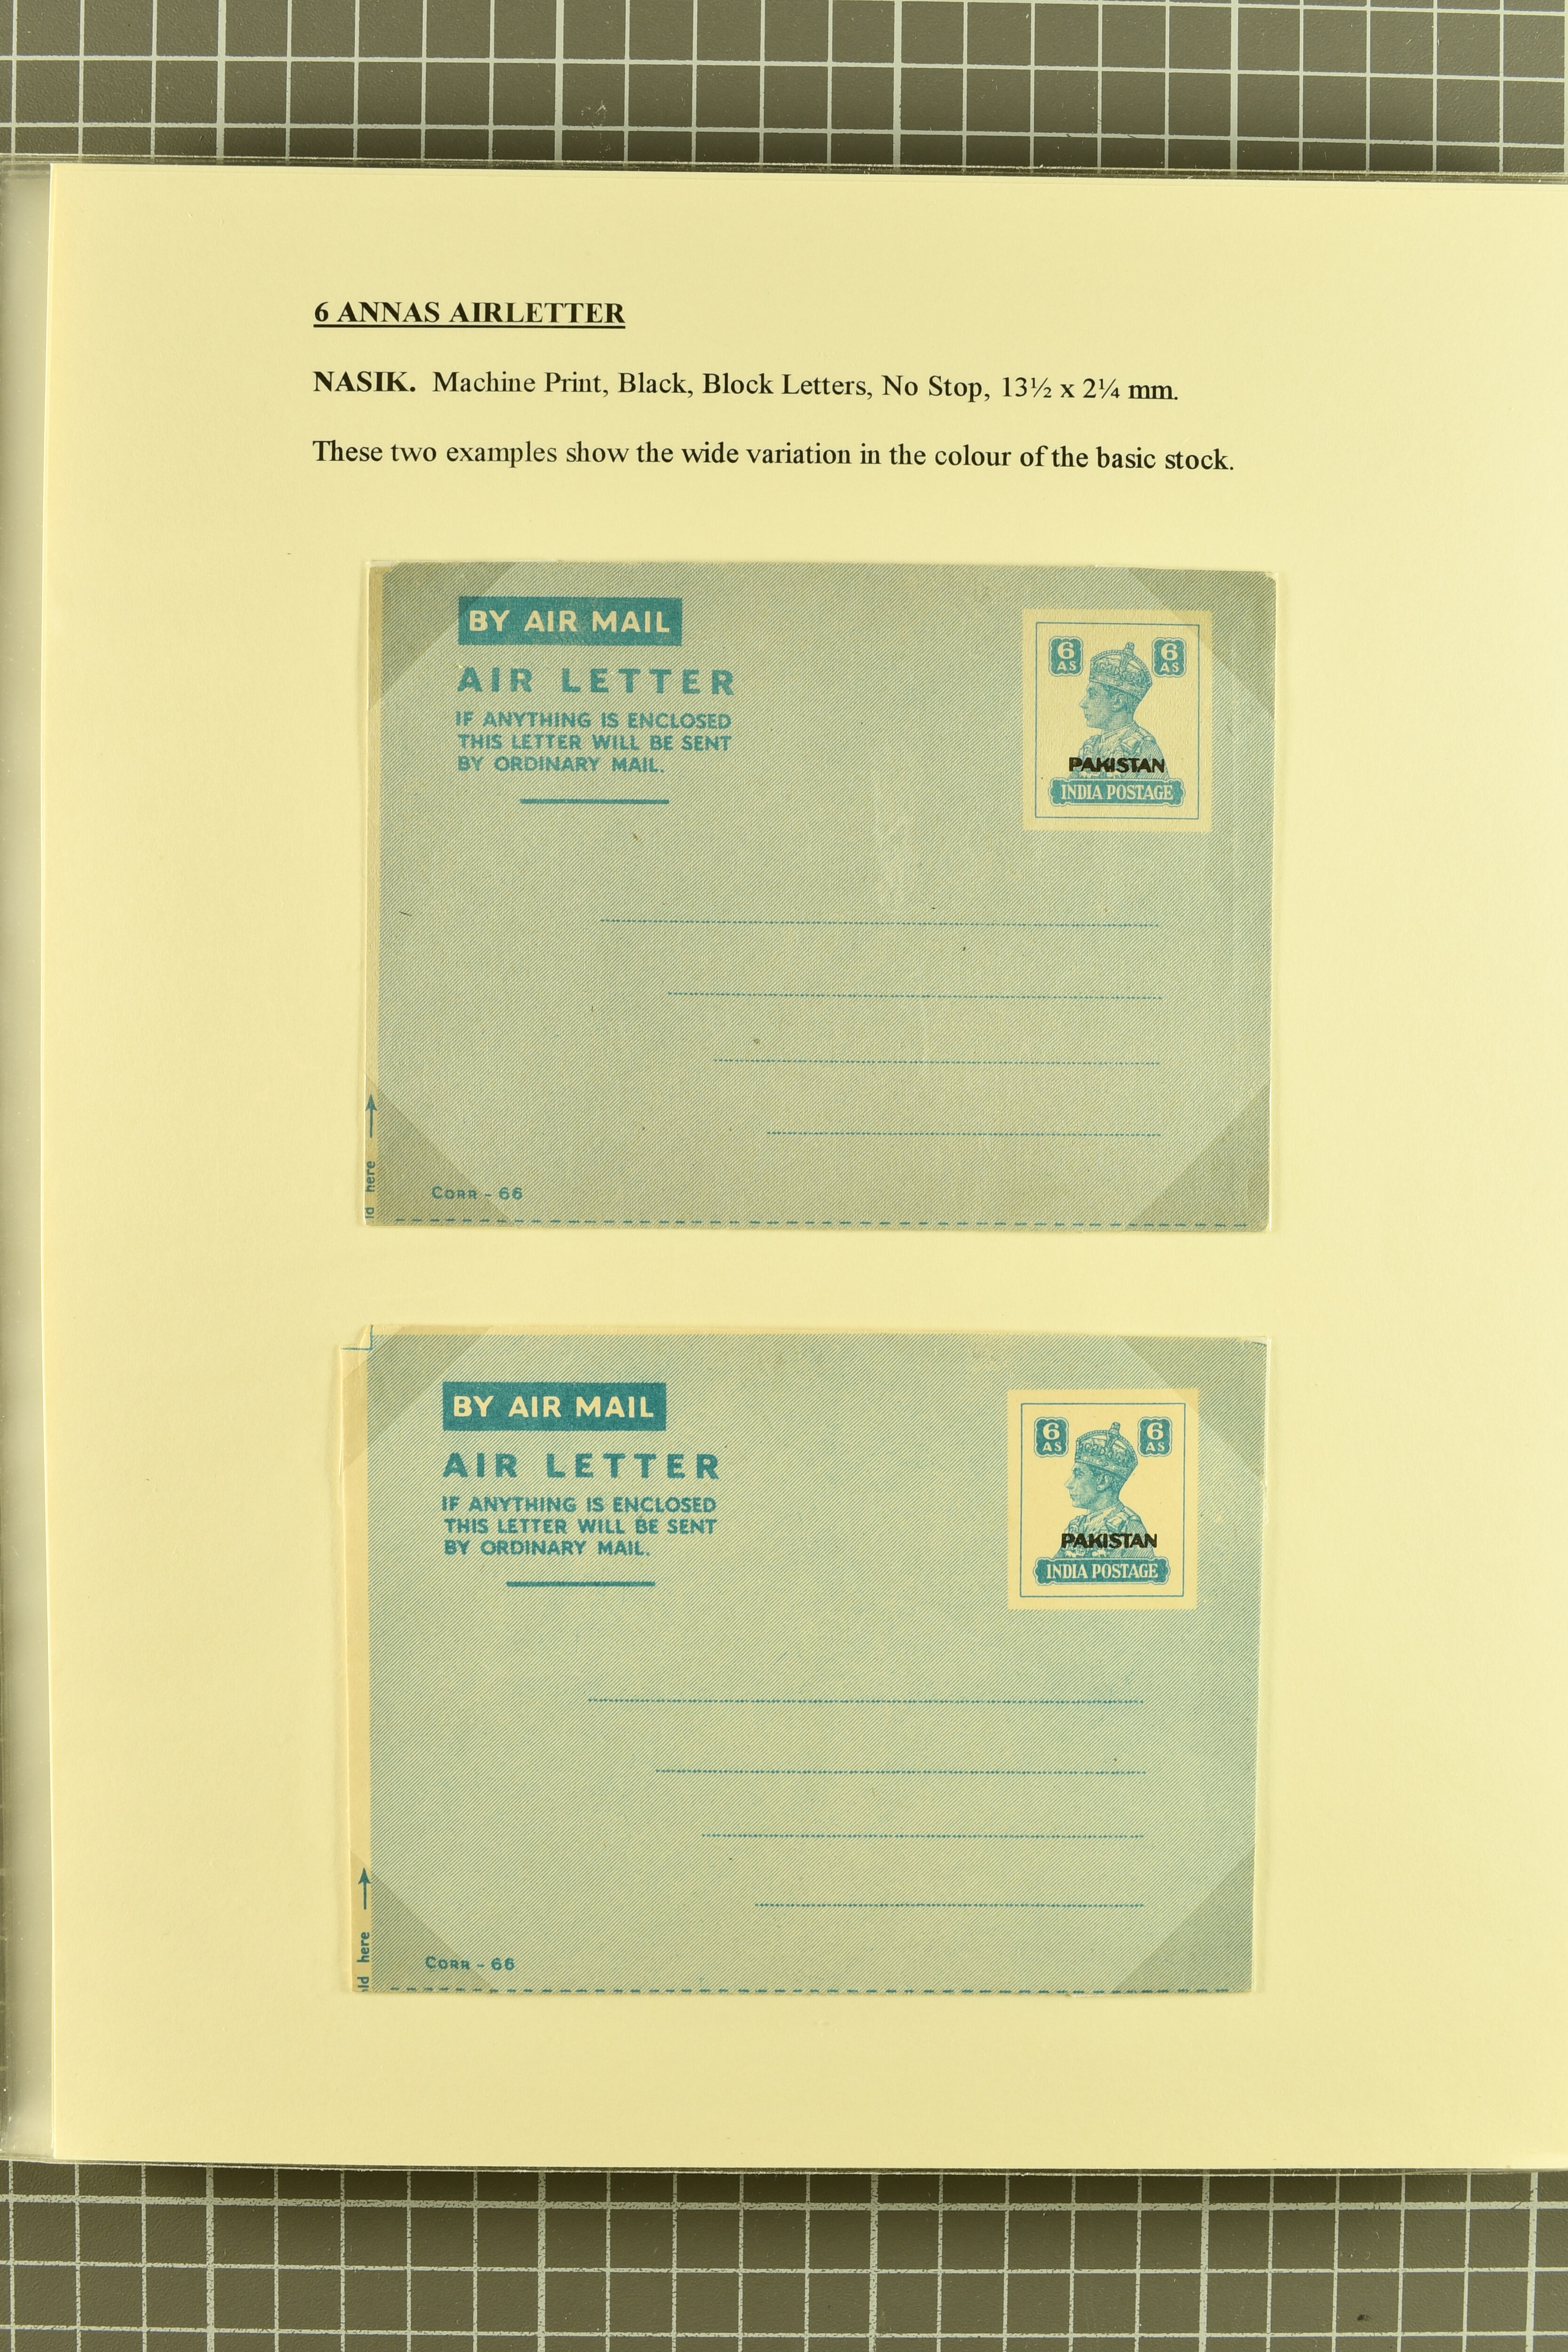 6 ANNAS AIRLETTER
NASIK. Machine Print, Black, Block Letters, No Stop, 13½ x 2¼ mm.
These two examples show the wide variation in the colour of the basic stock.
BY AIR MAIL
AIR LETTER
IF ANYTHING IS ENCLOSED
THIS LETTER WILL BE SENT
BY ORDINARY MAIL.
6 AS 6 AS
PAKISTAN
INDIA POSTAGE
ld here
CORR - 66
BY AIR MAIL
AIR LETTER
IF ANYTHING IS ENCLOSED
THIS LETTER WILL BE SENT
BY ORDINARY MAIL.
6 AS 6 AS
PAKISTAN
INDIA POSTAGE
ld here
CORR - 66